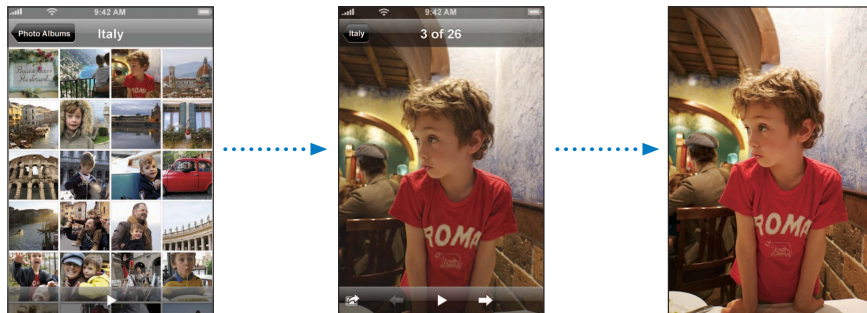 9:42 AM
Photo Albums
Italy
9:42 AM
Italy
3 of 26
ROMA
ROMA